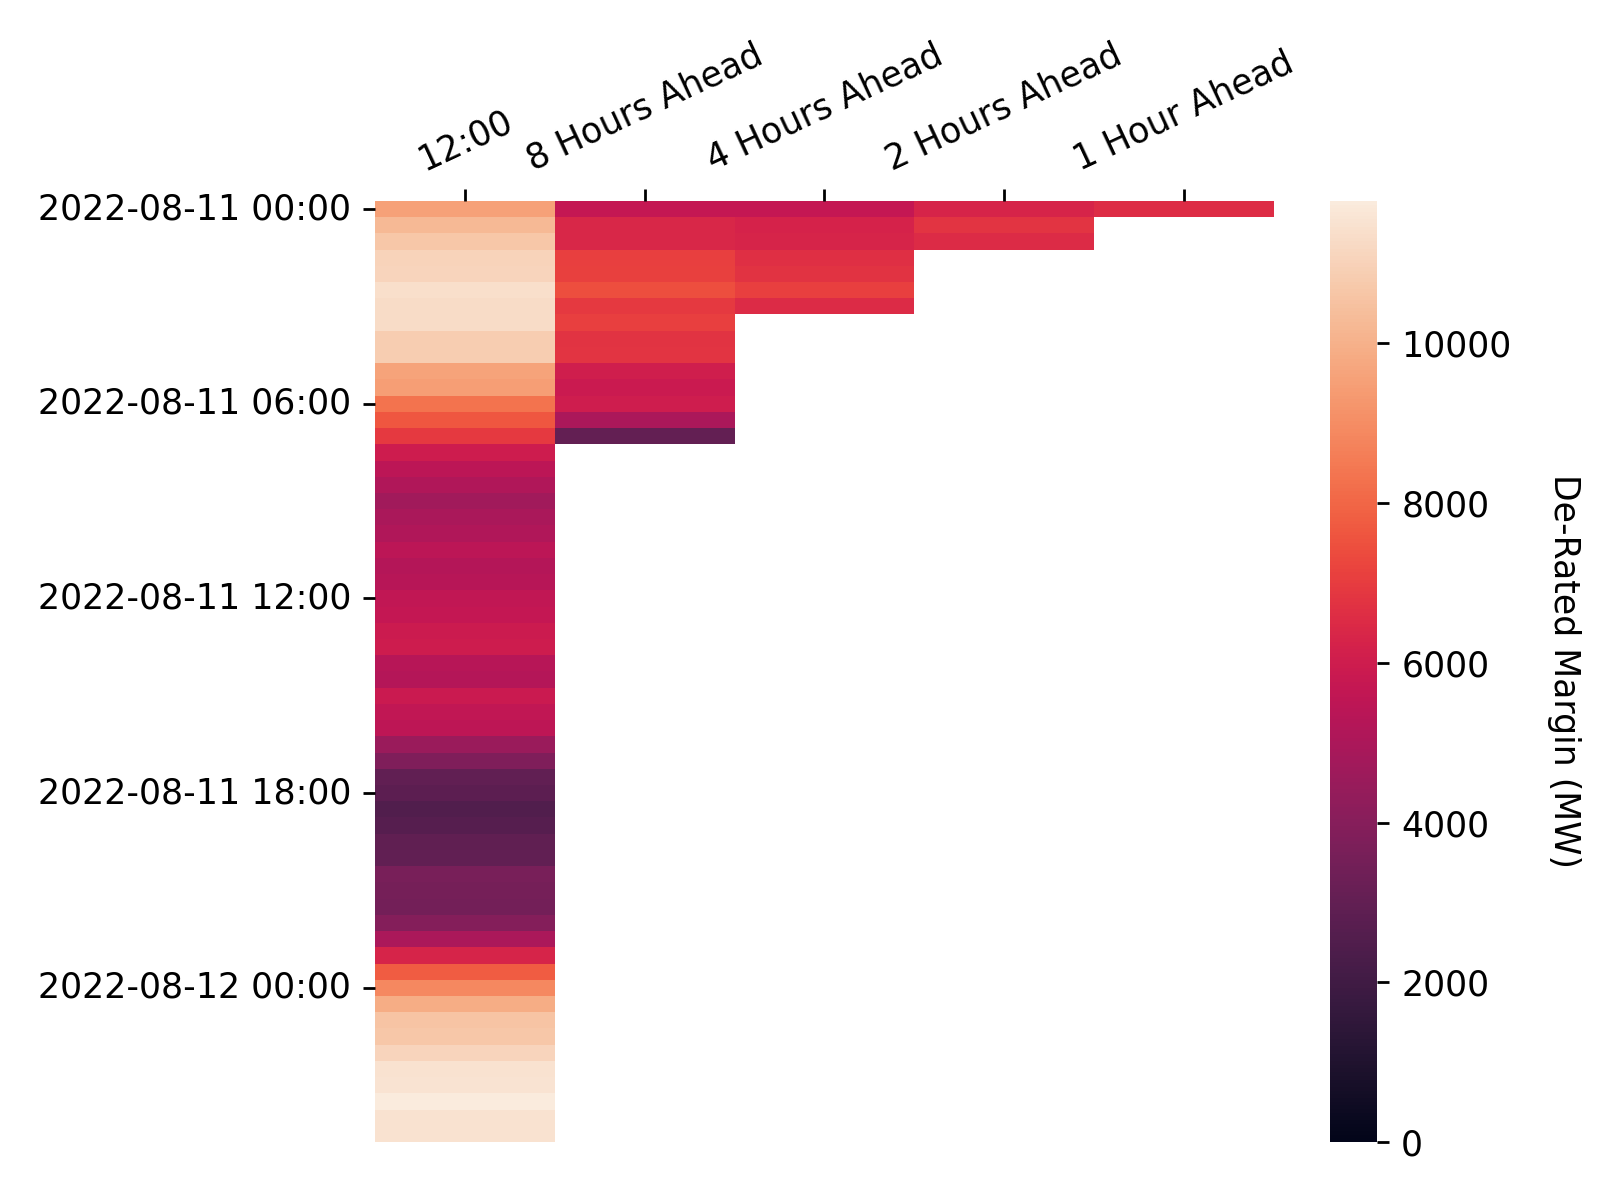 12:00
8 Hours Ahead
4 Hours Ahead
2 Hours Ahead
1 Hour Ahead
2022-08-11 00:00
2022-08-11 06:00
2022-08-11 12:00
2022-08-11 18:00
2022-08-12 00:00
10000
8000
6000
4000
2000
0
De-Rated Margin (MW)